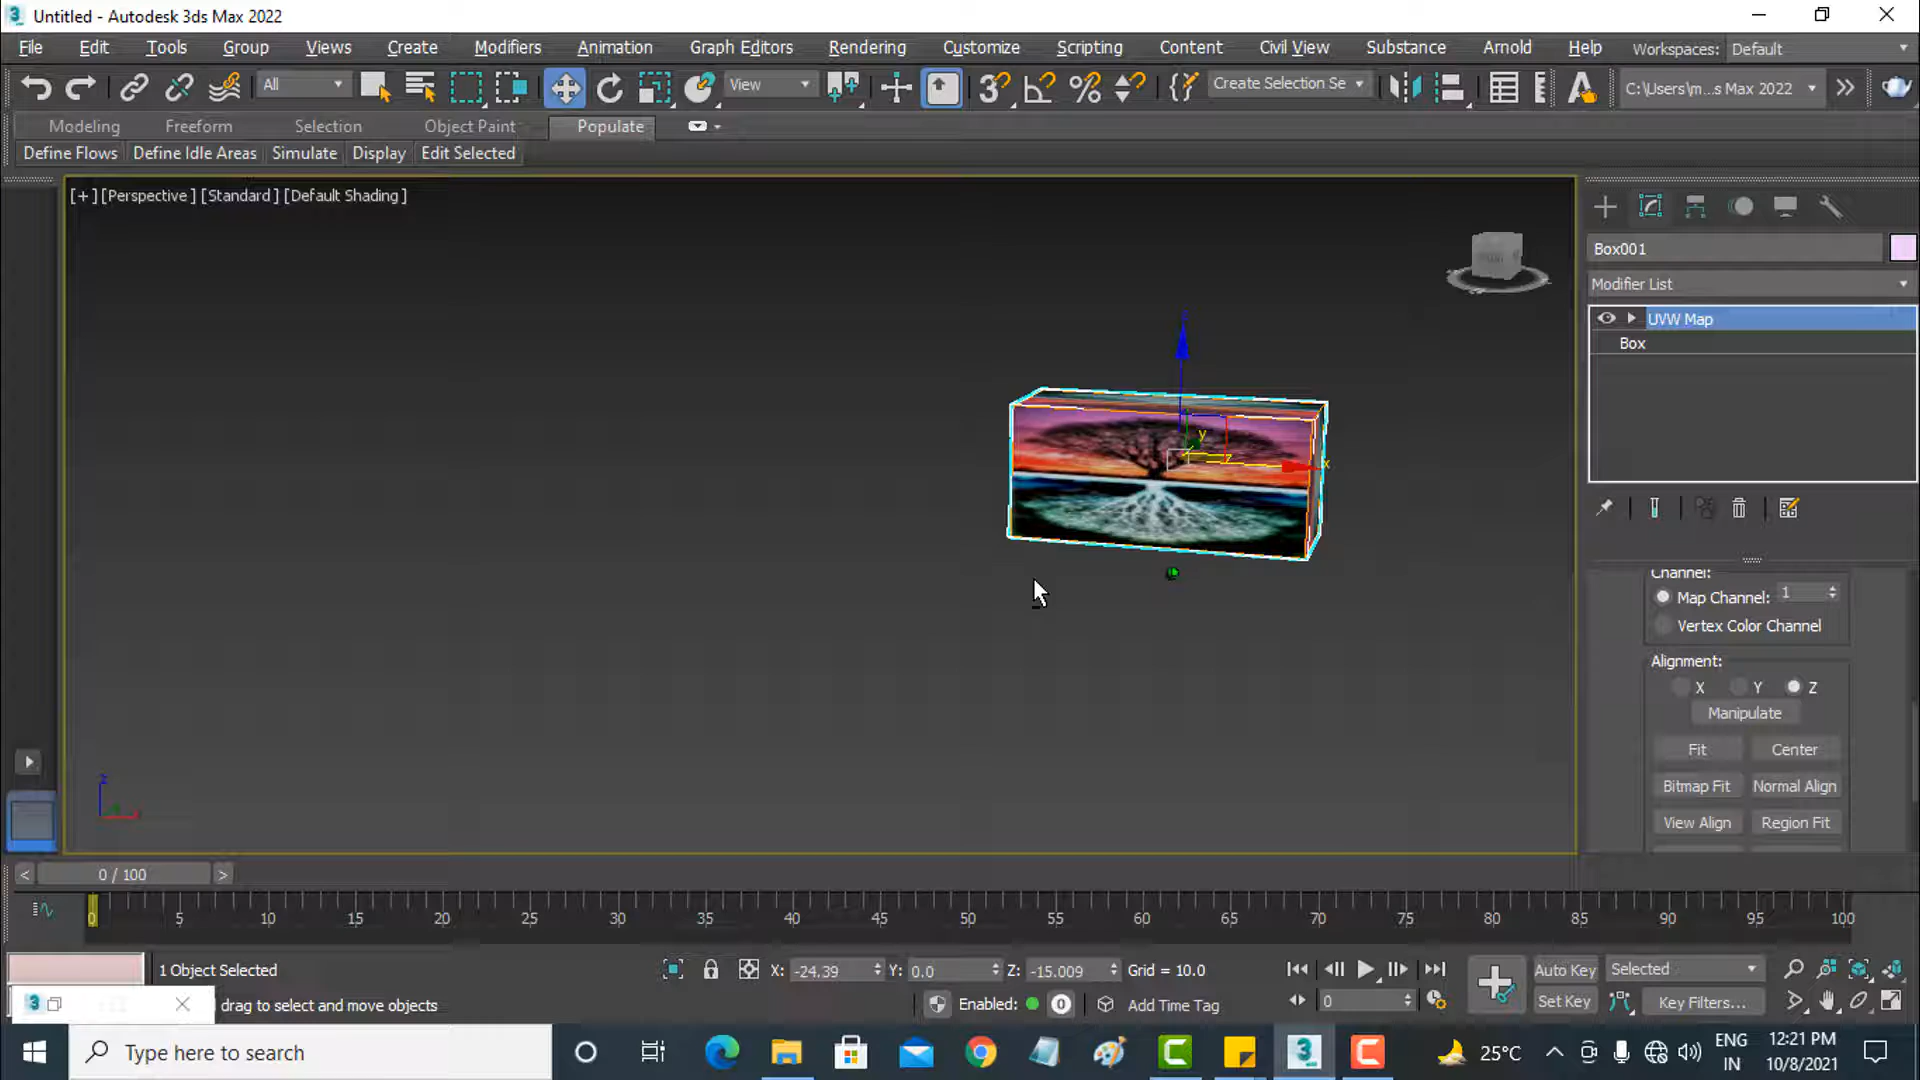 Untitled - Autodesk 3ds Max 2022
File Edit Tools Group Views Create Modifiers Animation Graph Editors Rendering Customize Scripting Content Civil View Substance Arnold Help Workspaces: Default
All View Create Selection Se C:\Users\m...s Max 2022
Modeling Freeform Selection Object Paint Populate
Define Flows Define Idle Areas Simulate Display Edit Selected
[+] [Perspective] [Standard] [Default Shading]
Box001
Modifier List
UVW Map
Box
z
y
x
Channel:
Map Channel: 1
Vertex Color Channel
Alignment:
X Y Z
Manipulate
Fit Center
Bitmap Fit Normal Align
View Align Region Fit
z
< 0 / 100 >
0 5 10 15 20 25 30 35 40 45 50 55 60 65 70 75 80 85 90 95 100
1 Object Selected X: -24.39 Y: 0.0 Z: -15.009 Grid = 10.0 Auto Key Selected
drag to select and move objects Enabled: 0 Add Time Tag 0 Set Key Key Filters...
Type here to search 25°C ENG 12:21 PM
IN 10/8/2021